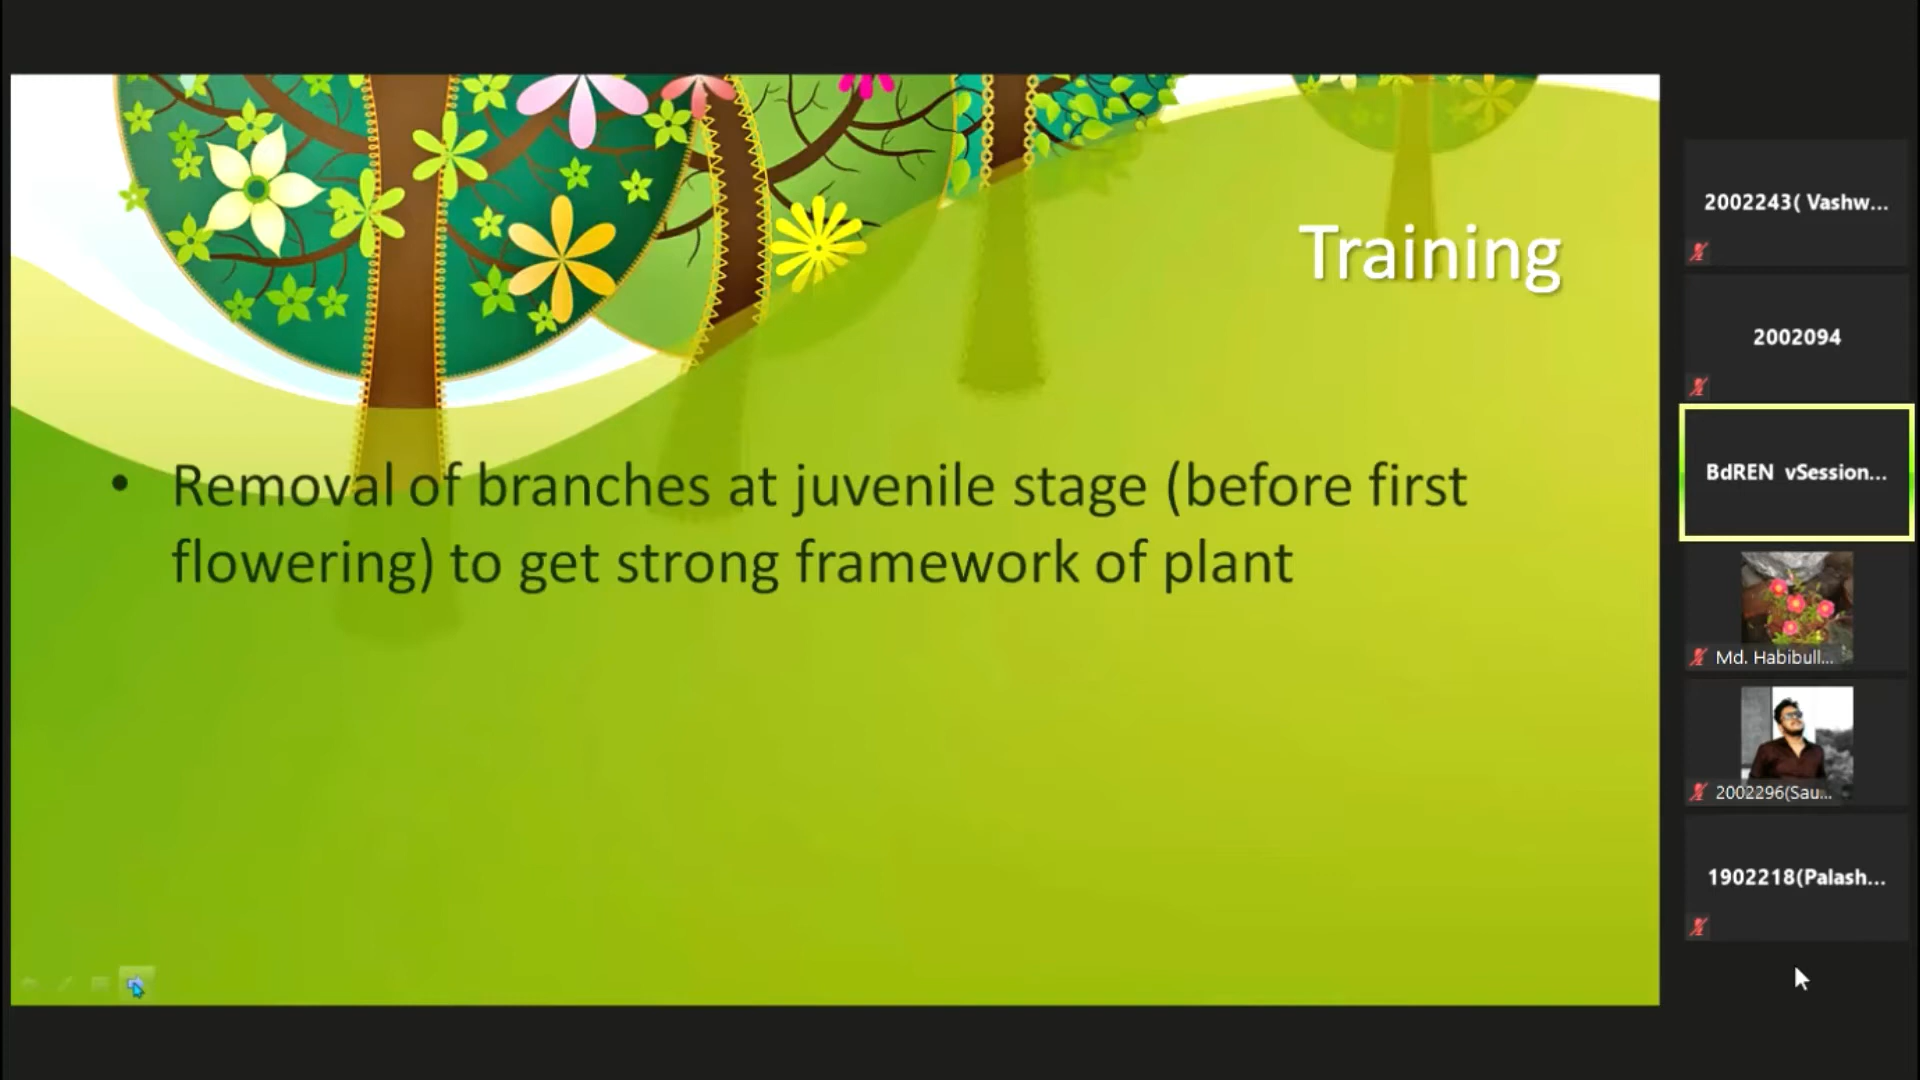 Training
• Removal of branches at juvenile stage (before first
flowering) to get strong framework of plant
2002243( Vashw...
2002094
BdREN vSession...
Md. Habibull...
2002296(Sau...
1902218(Palash...